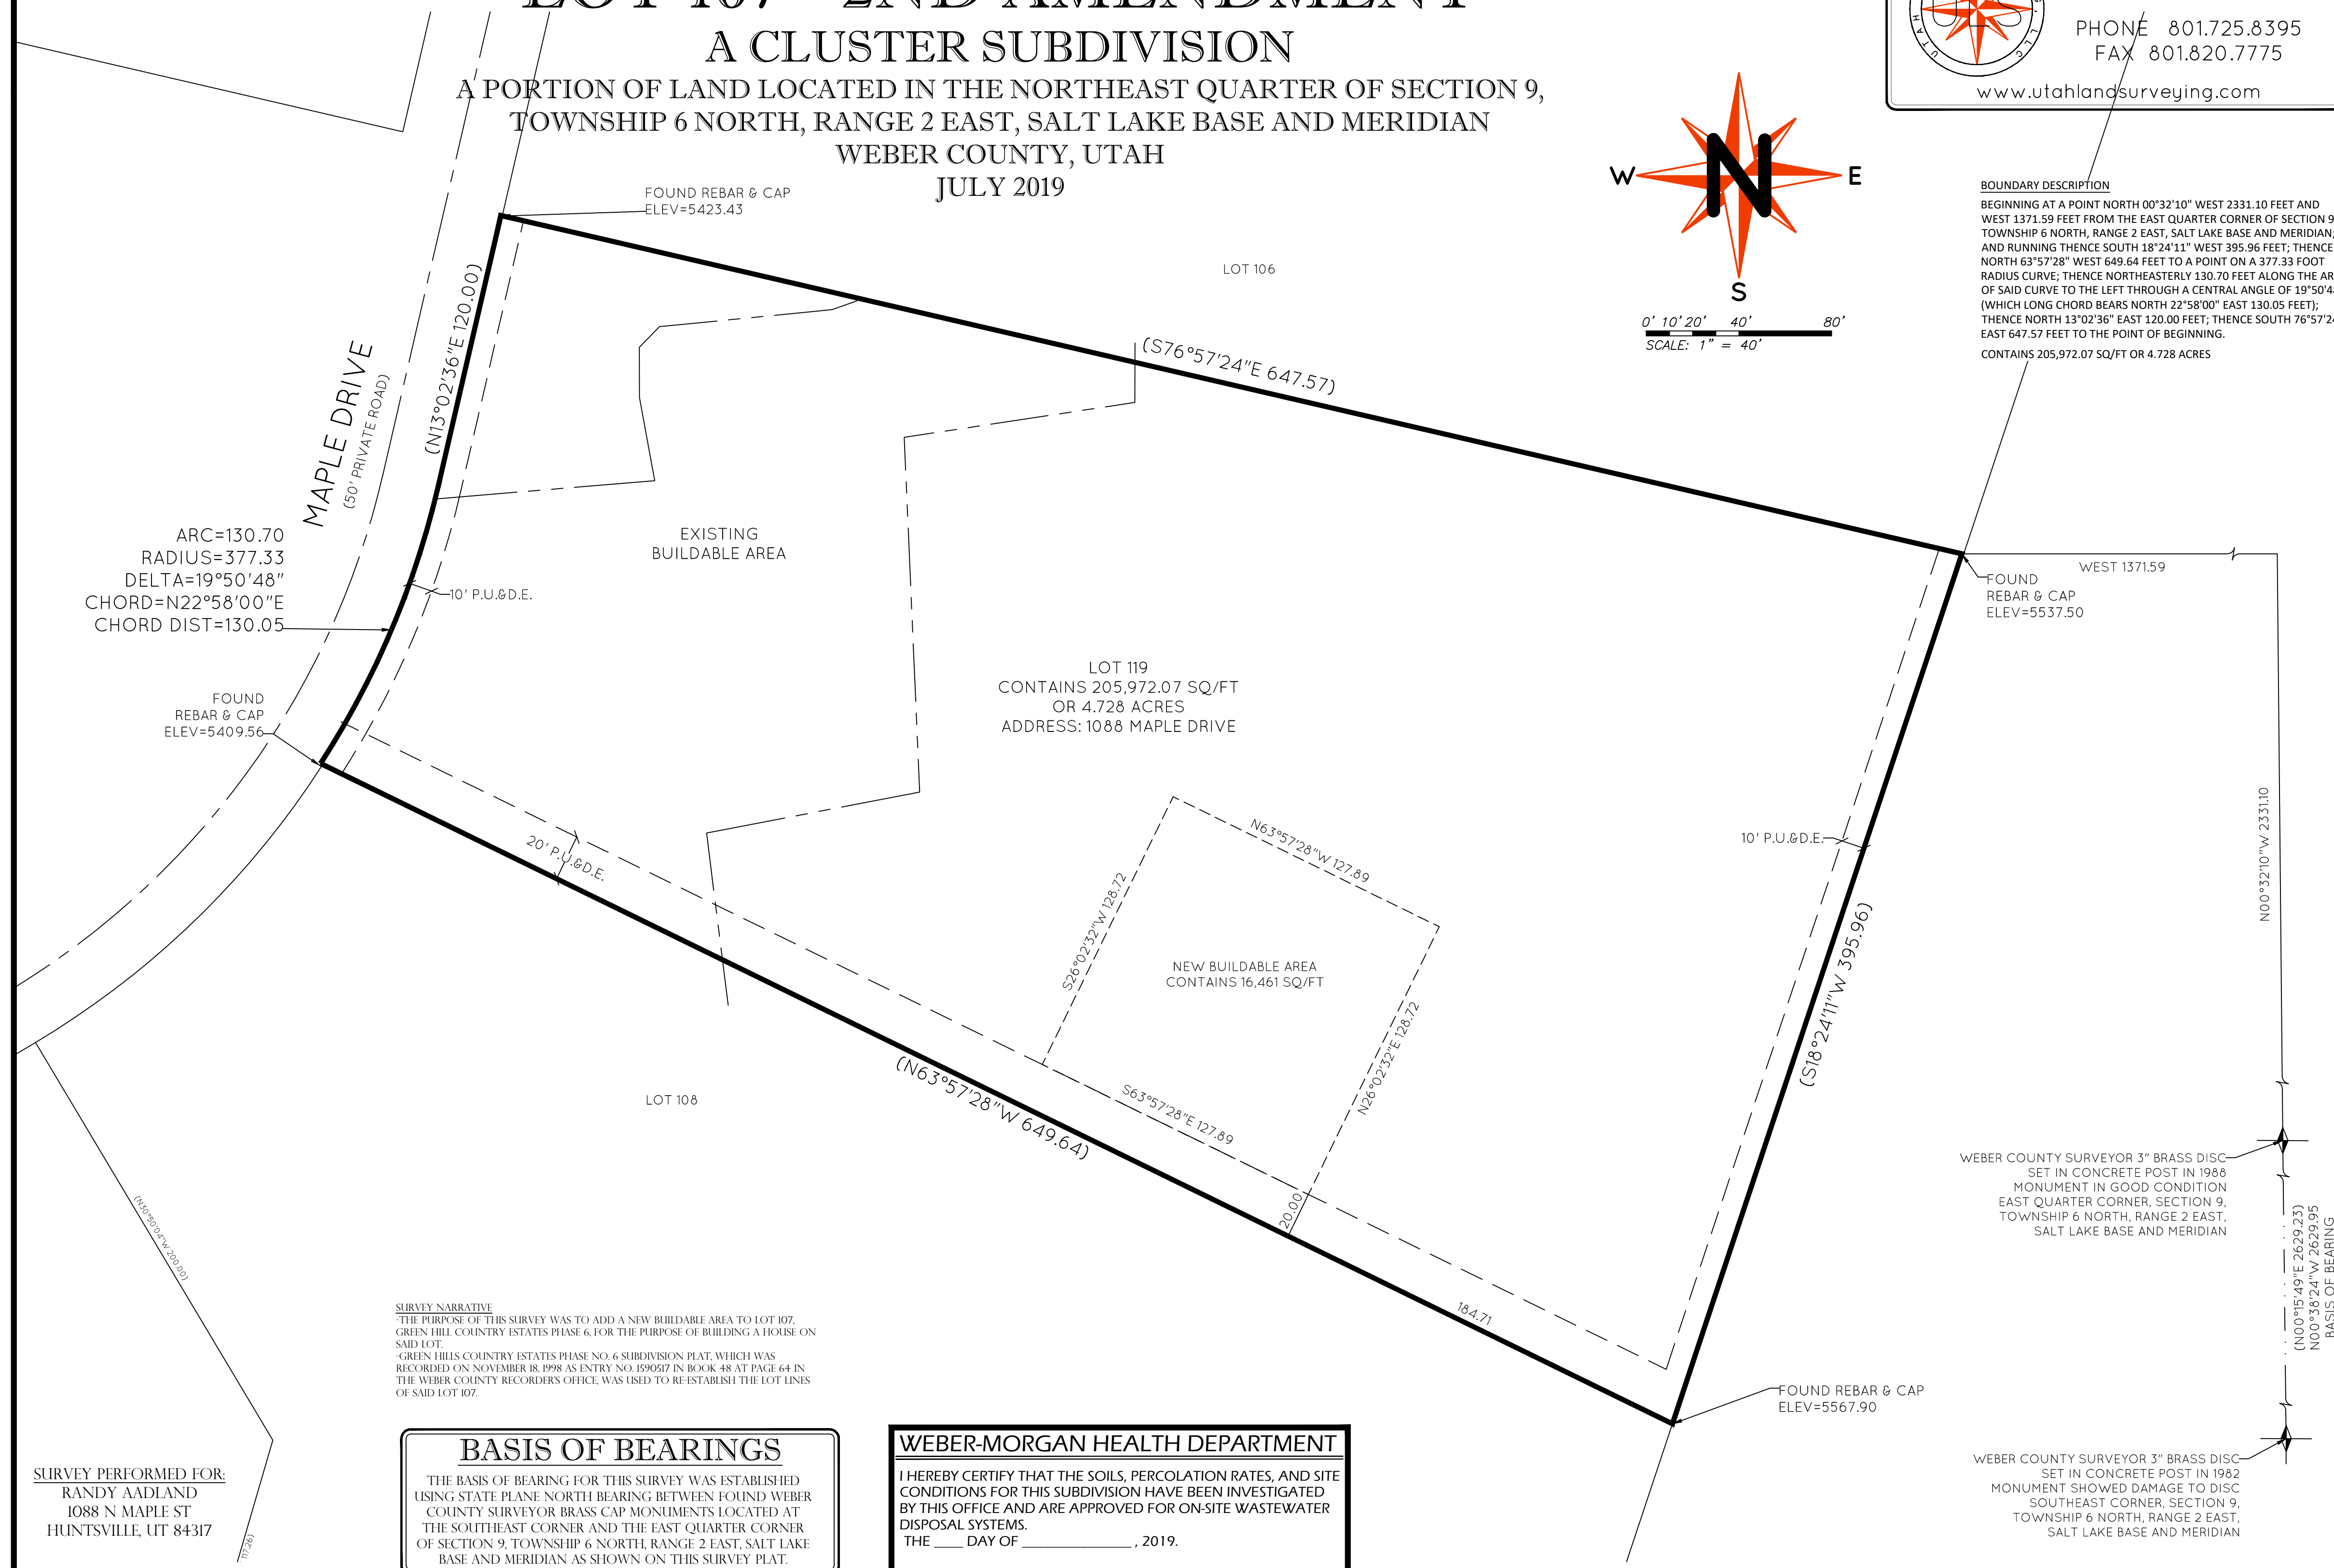 LOT 107 - 2ND AMENDMENT
A CLUSTER SUBDIVISION
A PORTION OF LAND LOCATED IN THE NORTHEAST QUARTER OF SECTION 9,
TOWNSHIP 6 NORTH, RANGE 2 EAST, SALT LAKE BASE AND MERIDIAN
WEBER COUNTY, UTAH
JULY 2019
UTAH
LLC
PHONE 801.725.8395
FAX 801.820.7775
www.utahlandsurveying.com
N
W
E
S
0' 10' 20' 40' 80'
SCALE: 1" = 40'
BOUNDARY DESCRIPTION
BEGINNING AT A POINT NORTH 00°32'10" WEST 2331.10 FEET AND
WEST 1371.59 FEET FROM THE EAST QUARTER CORNER OF SECTION 9
TOWNSHIP 6 NORTH, RANGE 2 EAST, SALT LAKE BASE AND MERIDIAN;
AND RUNNING THENCE SOUTH 18°24'11" WEST 395.96 FEET; THENCE
NORTH 63°57'28" WEST 649.64 FEET TO A POINT ON A 377.33 FOOT
RADIUS CURVE; THENCE NORTHEASTERLY 130.70 FEET ALONG THE AR
OF SAID CURVE TO THE LEFT THROUGH A CENTRAL ANGLE OF 19°50'48
(WHICH LONG CHORD BEARS NORTH 22°58'00" EAST 130.05 FEET);
THENCE NORTH 13°02'36" EAST 120.00 FEET; THENCE SOUTH 76°57'24
EAST 647.57 FEET TO THE POINT OF BEGINNING.
CONTAINS 205,972.07 SQ/FT OR 4.728 ACRES
FOUND REBAR & CAP
ELEV=5423.43
LOT 106
(N13°02'36"E 120.00)
(S76°57'24"E 647.57)
MAPLE DRIVE
(50' PRIVATE ROAD)
ARC=130.70
RADIUS=377.33
DELTA=19°50'48"
CHORD=N22°58'00"E
CHORD DIST=130.05
EXISTING
BUILDABLE AREA
10' P.U.&D.E.
FOUND
REBAR & CAP
ELEV=5537.50
WEST 1371.59
LOT 119
CONTAINS 205,972.07 SQ/FT
OR 4.728 ACRES
ADDRESS: 1088 MAPLE DRIVE
FOUND
REBAR & CAP
ELEV=5409.56
20' P.U.&D.E.
N63°57'28"W 127.89
S26°02'32"W 128.72
NEW BUILDABLE AREA
CONTAINS 16,461 SQ/FT
N26°02'32"E 128.72
S63°57'28"E 127.89
10' P.U.&D.E.
(S18°24'11"W 395.96)
N00°32'10"W 2331.10
(N63°57'28"W 649.64)
LOT 108
20.00
184.71
(N30°50'04"W 200.00)
117.26)
WEBER COUNTY SURVEYOR 3" BRASS DISC
SET IN CONCRETE POST IN 1988
MONUMENT IN GOOD CONDITION
EAST QUARTER CORNER, SECTION 9,
TOWNSHIP 6 NORTH, RANGE 2 EAST,
SALT LAKE BASE AND MERIDIAN
(N00°15'49"E 2629.23)
N00°38'24"W 2629.95
BASIS OF BEARING
FOUND REBAR & CAP
ELEV=5567.90
WEBER COUNTY SURVEYOR 3" BRASS DISC
SET IN CONCRETE POST IN 1982
MONUMENT SHOWED DAMAGE TO DISC
SOUTHEAST CORNER, SECTION 9,
TOWNSHIP 6 NORTH, RANGE 2 EAST,
SALT LAKE BASE AND MERIDIAN
SURVEY NARRATIVE
-THE PURPOSE OF THIS SURVEY WAS TO ADD A NEW BUILDABLE AREA TO LOT 107,
GREEN HILL COUNTRY ESTATES PHASE 6, FOR THE PURPOSE OF BUILDING A HOUSE ON
SAID LOT.
-GREEN HILLS COUNTRY ESTATES PHASE NO. 6 SUBDIVISION PLAT, WHICH WAS
RECORDED ON NOVEMBER 18, 1998 AS ENTRY NO. 1590517 IN BOOK 48 AT PAGE 64 IN
THE WEBER COUNTY RECORDER'S OFFICE, WAS USED TO RE-ESTABLISH THE LOT LINES
OF SAID LOT 107.
SURVEY PERFORMED FOR:
RANDY AADLAND
1088 N MAPLE ST
HUNTSVILLE, UT 84317
BASIS OF BEARINGS
THE BASIS OF BEARING FOR THIS SURVEY WAS ESTABLISHED
USING STATE PLANE NORTH BEARING BETWEEN FOUND WEBER
COUNTY SURVEYOR BRASS CAP MONUMENTS LOCATED AT
THE SOUTHEAST CORNER AND THE EAST QUARTER CORNER
OF SECTION 9, TOWNSHIP 6 NORTH, RANGE 2 EAST, SALT LAKE
BASE AND MERIDIAN AS SHOWN ON THIS SURVEY PLAT.
WEBER-MORGAN HEALTH DEPARTMENT
I HEREBY CERTIFY THAT THE SOILS, PERCOLATION RATES, AND SITE
CONDITIONS FOR THIS SUBDIVISION HAVE BEEN INVESTIGATED
BY THIS OFFICE AND ARE APPROVED FOR ON-SITE WASTEWATER
DISPOSAL SYSTEMS.
THE ____ DAY OF _______________ , 2019.